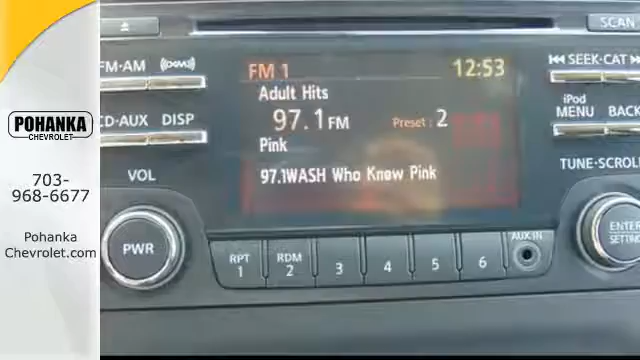 POHANKA
CHEVROLET
703-
968-6677
Pohanka
Chevrolet.com
FM·AM
CD·AUX DISP
VOL
PWR
FM 1 12:53
Adult Hits
97.1 FM Preset : 2
Pink
97.1WASH Who Knew Pink
RPT
1
RDM
2
3
4
5
6
AUX IN
SCAN
SEEK·CAT
iPod
MENU BACK
TUNE·SCROLL
ENTER
SETTING